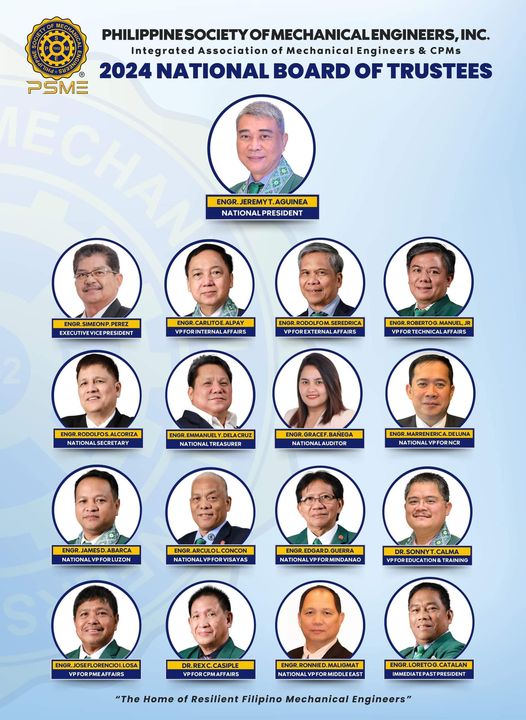 PHILIPPINE SOCIETY OF MECHANICAL ENGINEERS, INC.
Integrated Association of Mechanical Engineers & CPMs
2024 NATIONAL BOARD OF TRUSTEES
PHILIPPINE SOCIETY OF MECHANICAL ENGINEERS, INC.
PSME
ENGR. JEREMY T. AGUINEA
NATIONAL PRESIDENT
ENGR. SIMEON P. PEREZ
EXECUTIVE VICE PRESIDENT
ENGR. CARLITO E. ALPAY
VP FOR INTERNAL AFFAIRS
ENGR. RODOLFO M. SEREDRICA
VP FOR EXTERNAL AFFAIRS
ENGR. ROBERTO G. MANUEL, JR
VP FOR TECHNICAL AFFAIRS
ENGR. RODOLFO S. ALCORIZA
NATIONAL SECRETARY
ENGR. EMMANUEL Y. DELA CRUZ
NATIONAL TREASURER
ENGR. GRACE F. BAÑEGA
NATIONAL AUDITOR
ENGR. MARREN ERIC A. DELUNA
NATIONAL VP FOR NCR
ENGR. JAMES D. ABARCA
NATIONAL VP FOR LUZON
ENGR. ARCULO L. CONCON
NATIONAL VP FOR VISAYAS
ENGR. EDGAR D. GUERRA
NATIONAL VP FOR MINDANAO
DR. SONNY T. CALMA
VP FOR EDUCATION & TRAINING
ENGR. JOSE FLORENCIO I. LOSA
VP FOR PME AFFAIRS
DR. REX C. CASIPLE
VP FOR CPM AFFAIRS
ENGR. RONNIE D. MALIGMAT
NATIONAL VP FOR MIDDLE EAST
ENGR. LORETO G. CATALAN
IMMEDIATE PAST PRESIDENT
"The Home of Resilient Filipino Mechanical Engineers"